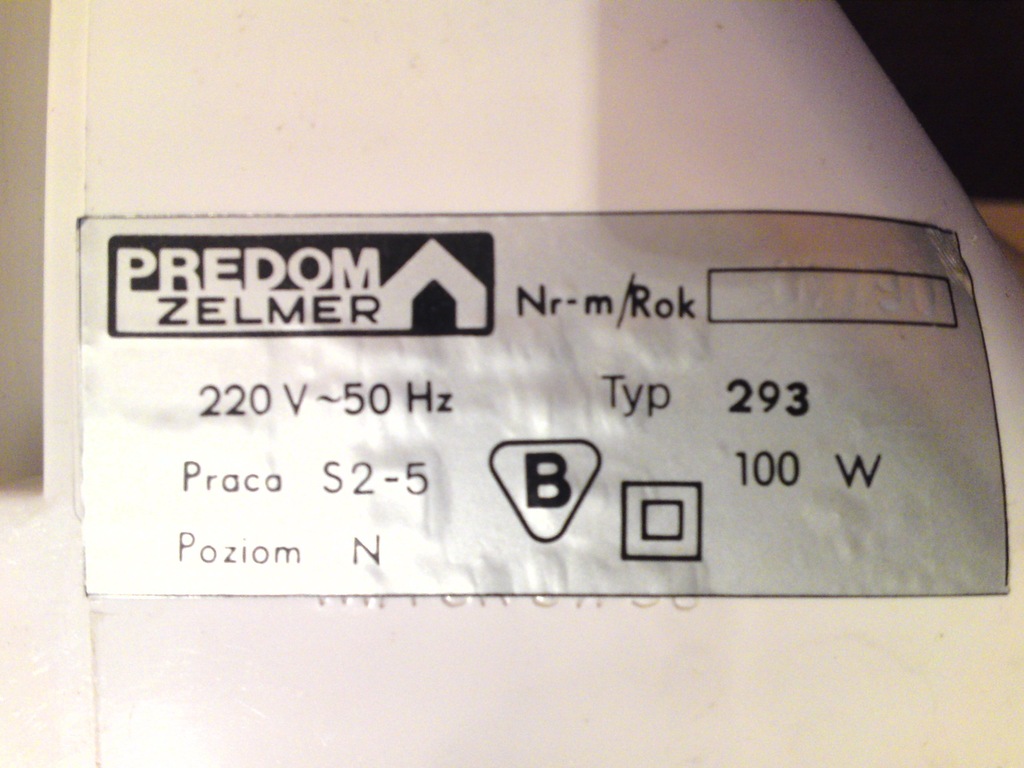 PREDOM
ZELMER
Nr-m/Rok
220 V ~50 Hz
Typ 293
Praca S2-5
B
100 W
Poziom N